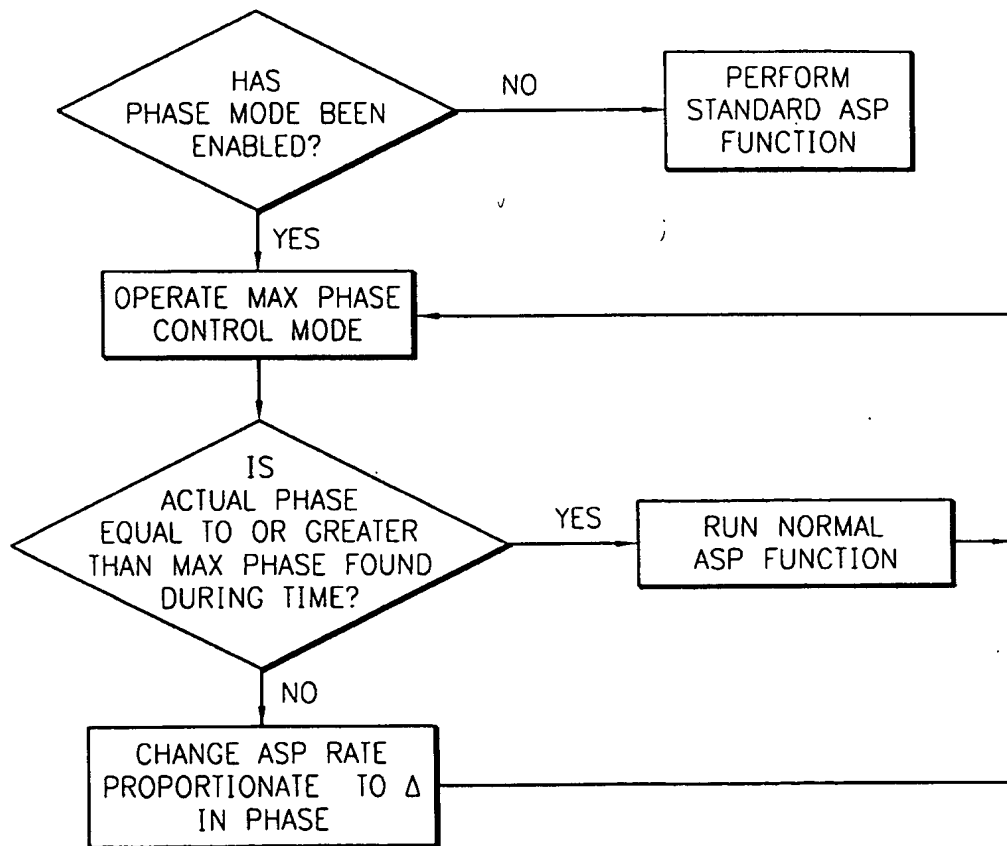 HAS
PHASE MODE BEEN
ENABLED?
NO
PERFORM
STANDARD ASP
FUNCTION
YES
OPERATE MAX PHASE
CONTROL MODE
IS
ACTUAL PHASE
EQUAL TO OR GREATER
THAN MAX PHASE FOUND
DURING TIME?
YES
RUN NORMAL
ASP FUNCTION
NO
CHANGE ASP RATE
PROPORTIONATE TO Δ
IN PHASE